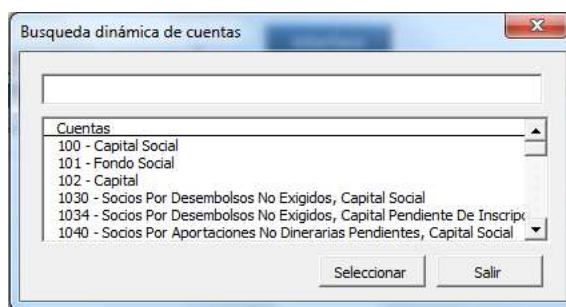 Busqueda dinámica de cuentas
Cuentas
100 - Capital Social
101 - Fondo Social
102 - Capital
1030 - Socios Por Desembolsos No Exigidos, Capital Social
1034 - Socios Por Desembolsos No Exigidos, Capital Pendiente De Inscripc
1040 - Socios Por Aportaciones No Dinerarias Pendientes, Capital Social
Seleccionar Salir